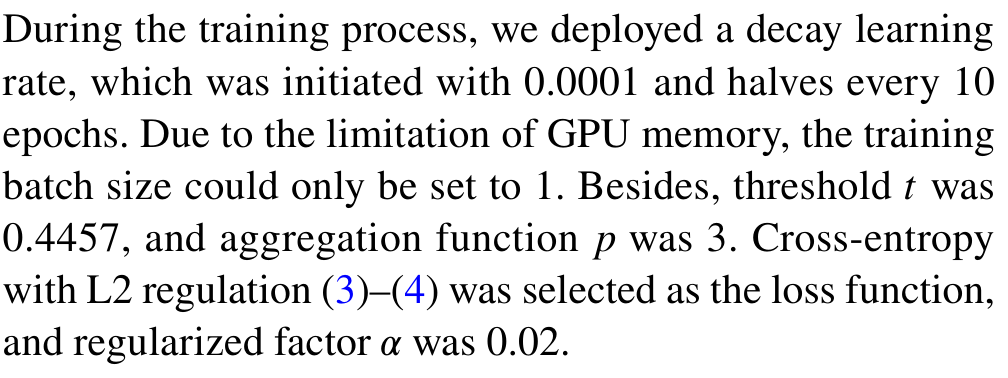 During the training process, we deployed a decay learning
rate, which was initiated with 0.0001 and halves every 10
epochs. Due to the limitation of GPU memory, the training
batch size could only be set to 1. Besides, threshold t was
0.4457, and aggregation function p was 3. Cross-entropy
with L2 regulation (3)–(4) was selected as the loss function,
and regularized factor α was 0.02.